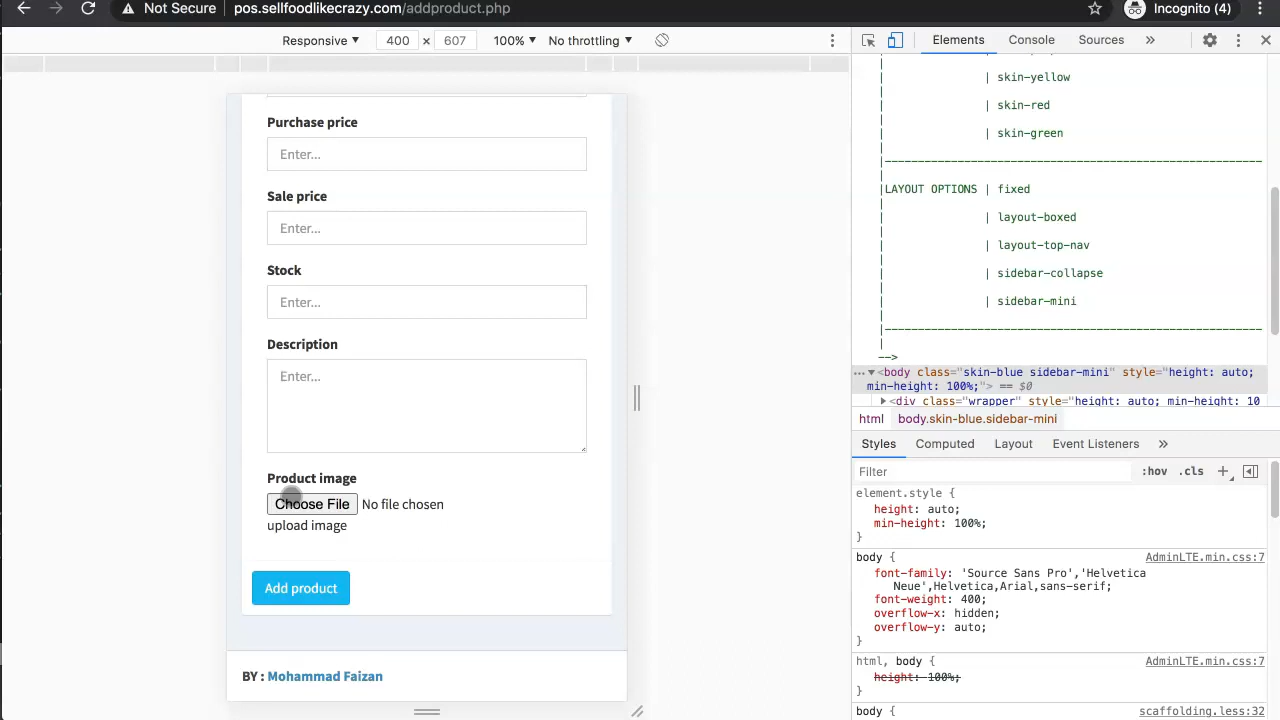 Not Secure | pos.sellfoodlikecrazy.com/addproduct.php Incognito (4)
Responsive 400 × 607 100% No throttling
Elements Console Sources »
Purchase price
Enter...
Sale price
Enter...
Stock
Enter...
Description
Enter...
Product image
Choose File No file chosen
upload image
Add product
BY : Mohammad Faizan
| | skin-yellow
|
| | skin-red
|
| | skin-green
|
|---------------------------------------------------------
|
|LAYOUT OPTIONS | fixed
|
| | layout-boxed
|
| | layout-top-nav
|
| | sidebar-collapse
|
| | sidebar-mini
|
|---------------------------------------------------------
|
-->
<body class="skin-blue sidebar-mini" style="height: auto;
min-height: 100%;"> == $0
<div class="wrapper" style="height: auto; min-height: 10
html body.skin-blue.sidebar-mini
Styles Computed Layout Event Listeners »
Filter :hov .cls +
element.style {
height: auto;
min-height: 100%;
}
body { AdminLTE.min.css:7
font-family: 'Source Sans Pro','Helvetica
Neue',Helvetica,Arial,sans-serif;
font-weight: 400;
overflow-x: hidden;
overflow-y: auto;
}
html, body { AdminLTE.min.css:7
height: 100%;
}
body { scaffolding.less:32